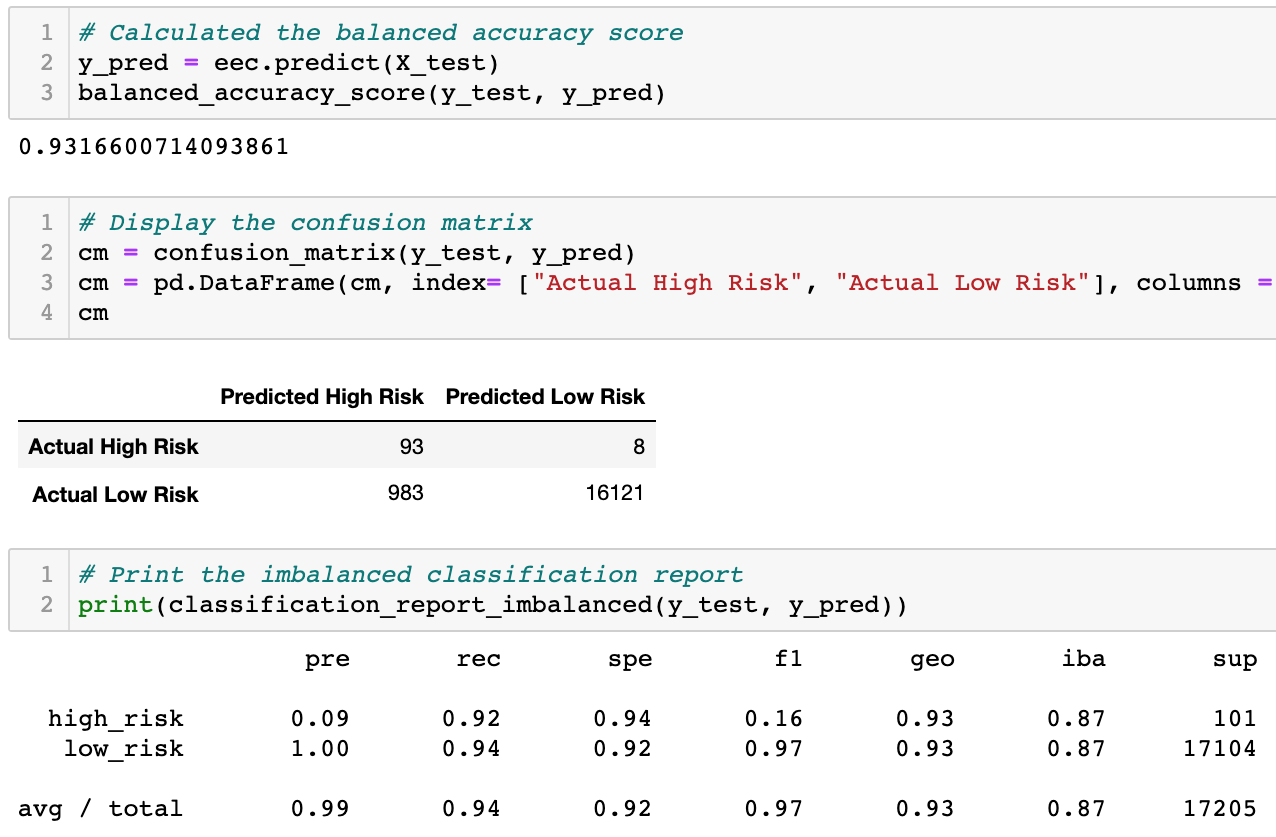 1 # Calculated the balanced accuracy score
2 y_pred = eec.predict(X_test)
3 balanced_accuracy_score(y_test, y_pred)
0.9316600714093861
1 # Display the confusion matrix
2 cm = confusion_matrix(y_test, y_pred)
3 cm = pd.DataFrame(cm, index= ["Actual High Risk", "Actual Low Risk"], columns =
4 cm
Predicted High Risk Predicted Low Risk
Actual High Risk 93 8
Actual Low Risk 983 16121
1 # Print the imbalanced classification report
2 print(classification_report_imbalanced(y_test, y_pred))
pre rec spe f1 geo iba sup
high_risk 0.09 0.92 0.94 0.16 0.93 0.87 101
low_risk 1.00 0.94 0.92 0.97 0.93 0.87 17104
avg / total 0.99 0.94 0.92 0.97 0.93 0.87 17205